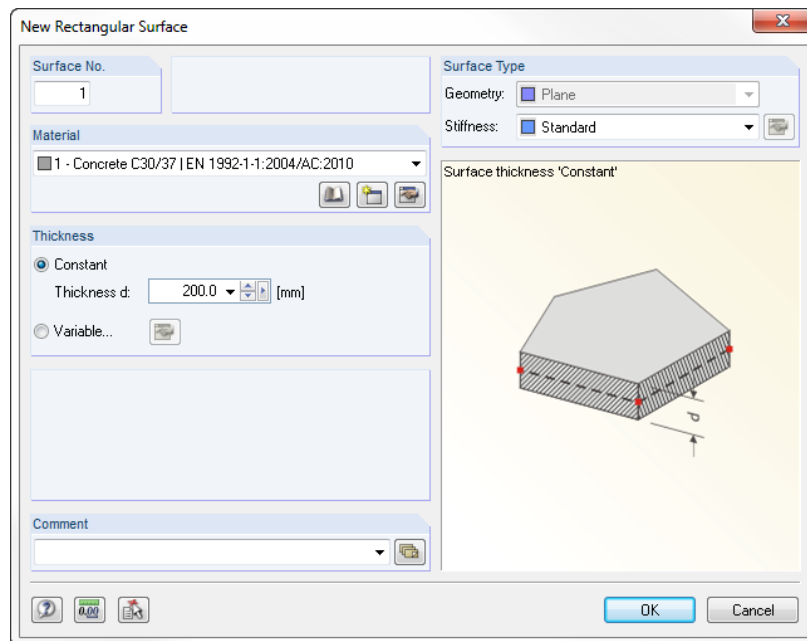 New Rectangular Surface
Surface No.
1
Material
1 - Concrete C30/37 | EN 1992-1-1:2004/AC:2010
Thickness
Constant
Thickness d: 200.0 [mm]
Variable...
Comment
Surface Type
Geometry: Plane
Stiffness: Standard
Surface thickness 'Constant'
d
0.00
OK Cancel